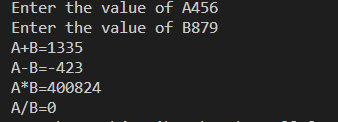 Enter the value of A456
Enter the value of B879
A+B=1335
A-B=-423
A*B=400824
A/B=0